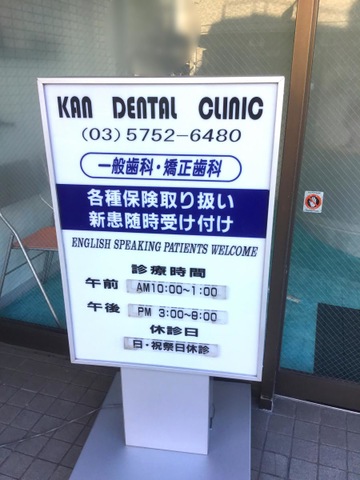 KAN DENTAL CLINIC
(03) 5752-6480
一般歯科・矯正歯科
各種保険取り扱い
新患随時受け付け
ENGLISH SPEAKING PATIENTS WELCOME
診療時間
午前 AM10:00~1:00
午後 PM 3:00~8:00
休診日
日・祝祭日休診